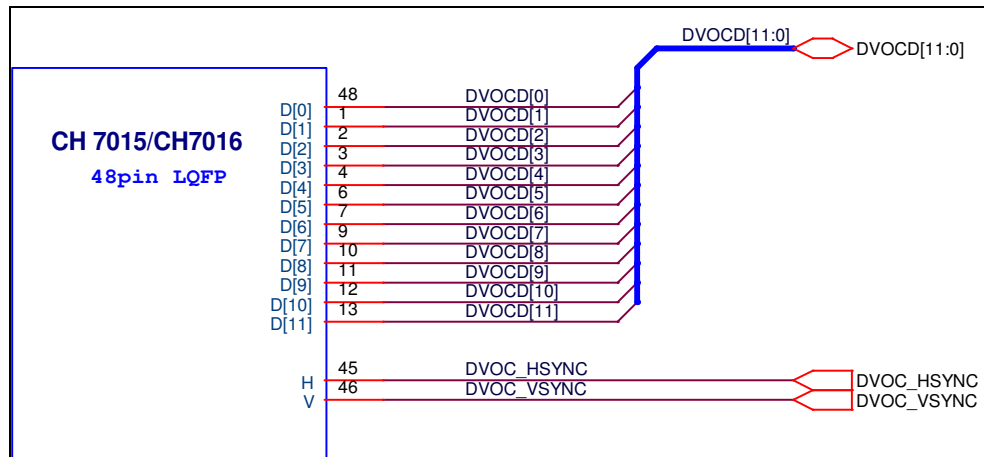 DVOCD[11:0]
DVOCD[11:0]
CH 7015/CH7016
48pin LQFP
D[0] 48 DVOCD[0]
D[1] 1 DVOCD[1]
D[2] 2 DVOCD[2]
D[3] 3 DVOCD[3]
D[4] 4 DVOCD[4]
D[5] 6 DVOCD[5]
D[6] 7 DVOCD[6]
D[7] 9 DVOCD[7]
D[8] 10 DVOCD[8]
D[9] 11 DVOCD[9]
D[10] 12 DVOCD[10]
D[11] 13 DVOCD[11]
H 45 DVOC_HSYNC DVOC_HSYNC
V 46 DVOC_VSYNC DVOC_VSYNC